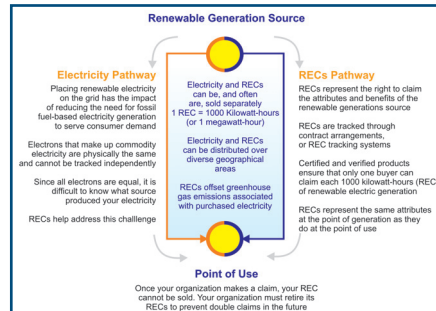 Renewable Generation Source
Electricity Pathway
Placing renewable electricity
on the grid has the impact
of reducing the need for fossil
fuel-based electricity generation
to serve consumer demand
Electrons that make up commodity
electricity are physically the same
and cannot be tracked independently
Since all electrons are equal, it is
difficult to know what source
produced your electricity
RECs help address this challlenge
Electricity and RECs
can be, and often
are, sold separately
1 REC = 1000 Kilowatt-hours
(or 1 megawatt-hour)
Electricity and RECs
can be distributed over
diverse geographical
areas
RECs offset greenhouse
gas emissions associated
with purchased electricity
RECs Pathway
RECs represent the right to claim
the attributes and benefits of the
renewable generations source
RECs are tracked through
contract arrangements,
or REC tracking systems
Certified and verified products
ensure that only one buyer can
claim each 1000 kilowatt-hours (REC
of renewable electric generation
RECs represent the same attributes
at the point of generation as they
do at the point of use
Point of Use
Once your organization makes a claim, your REC
cannot be sold. Your organization must retire its
RECs to prevent double claims in the future